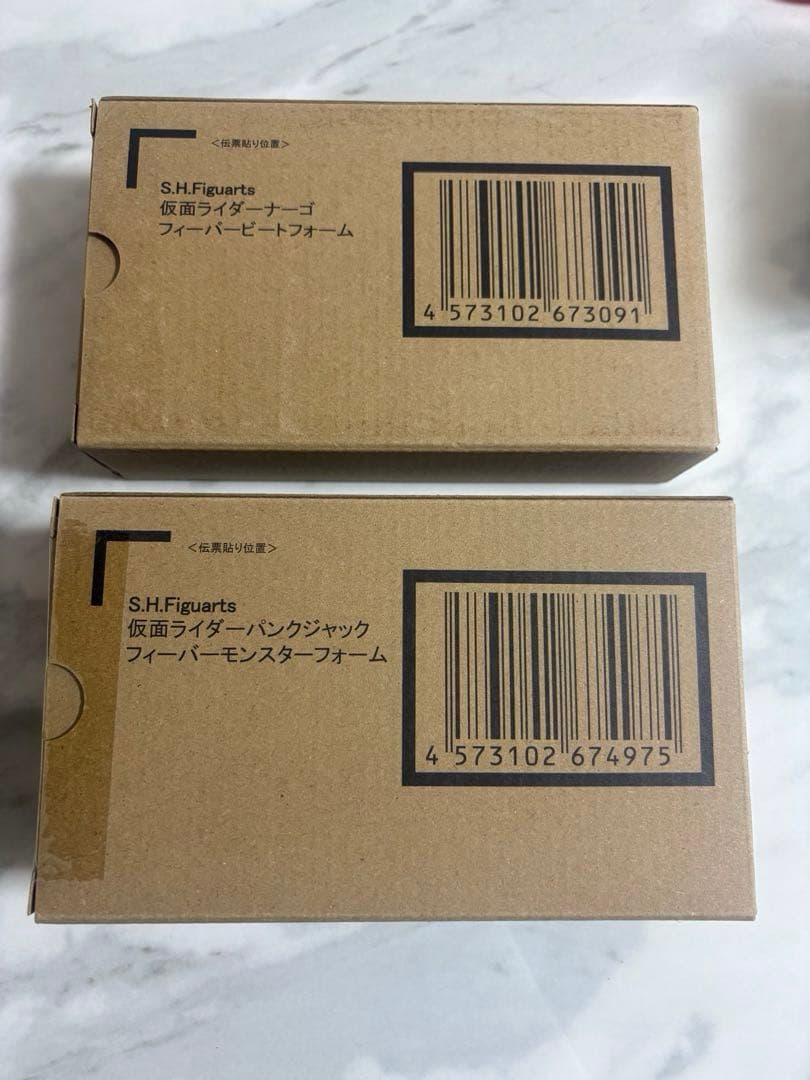 ＜伝票貼り位置＞
S.H.Figuarts
仮面ライダーナーゴ
フィーバービートフォーム
4 573102 673091
＜伝票貼り位置＞
S.H.Figuarts
仮面ライダーパンクジャック
フィーバーモンスターフォーム
4 573102 674975